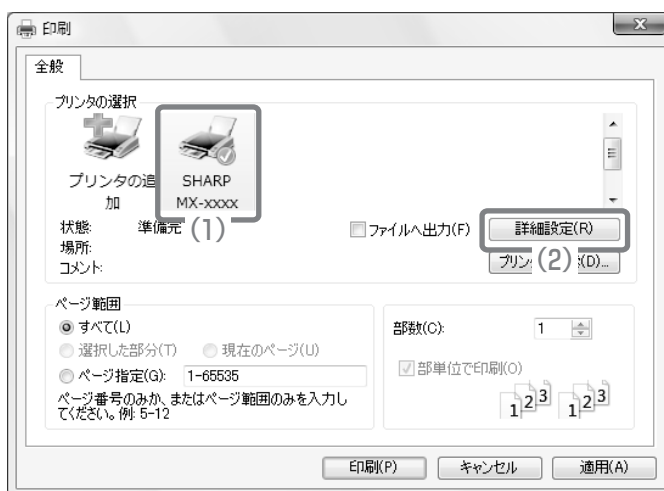 印刷
全般
プリンタの選択
プリンタの追加
SHARP
MX-xxxx
(1)
状態: 準備完
場所:
コメント:
ファイルへ出力(F)
詳細設定(R)
(2)
(D)...
ページ範囲
すべて(L)
選択した部分(T) 現在のページ(U)
ページ指定(G): 1-65535
ページ番号のみか、またはページ範囲のみを入力し
てください。例: 5-12
部数(C): 1
部単位で印刷(O)
1 2 3 1 2 3
印刷(P) キャンセル 適用(A)